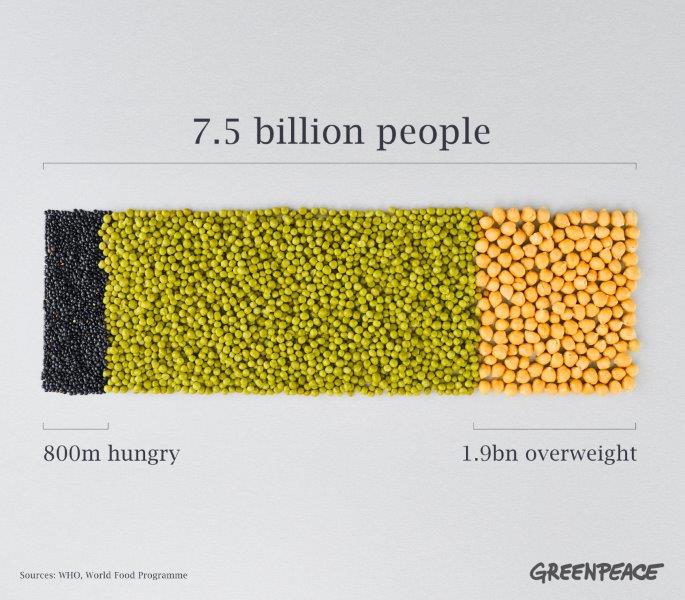 7.5 billion people
800m hungry
1.9bn overweight
Sources: WHO, World Food Programme
GREENPEACE